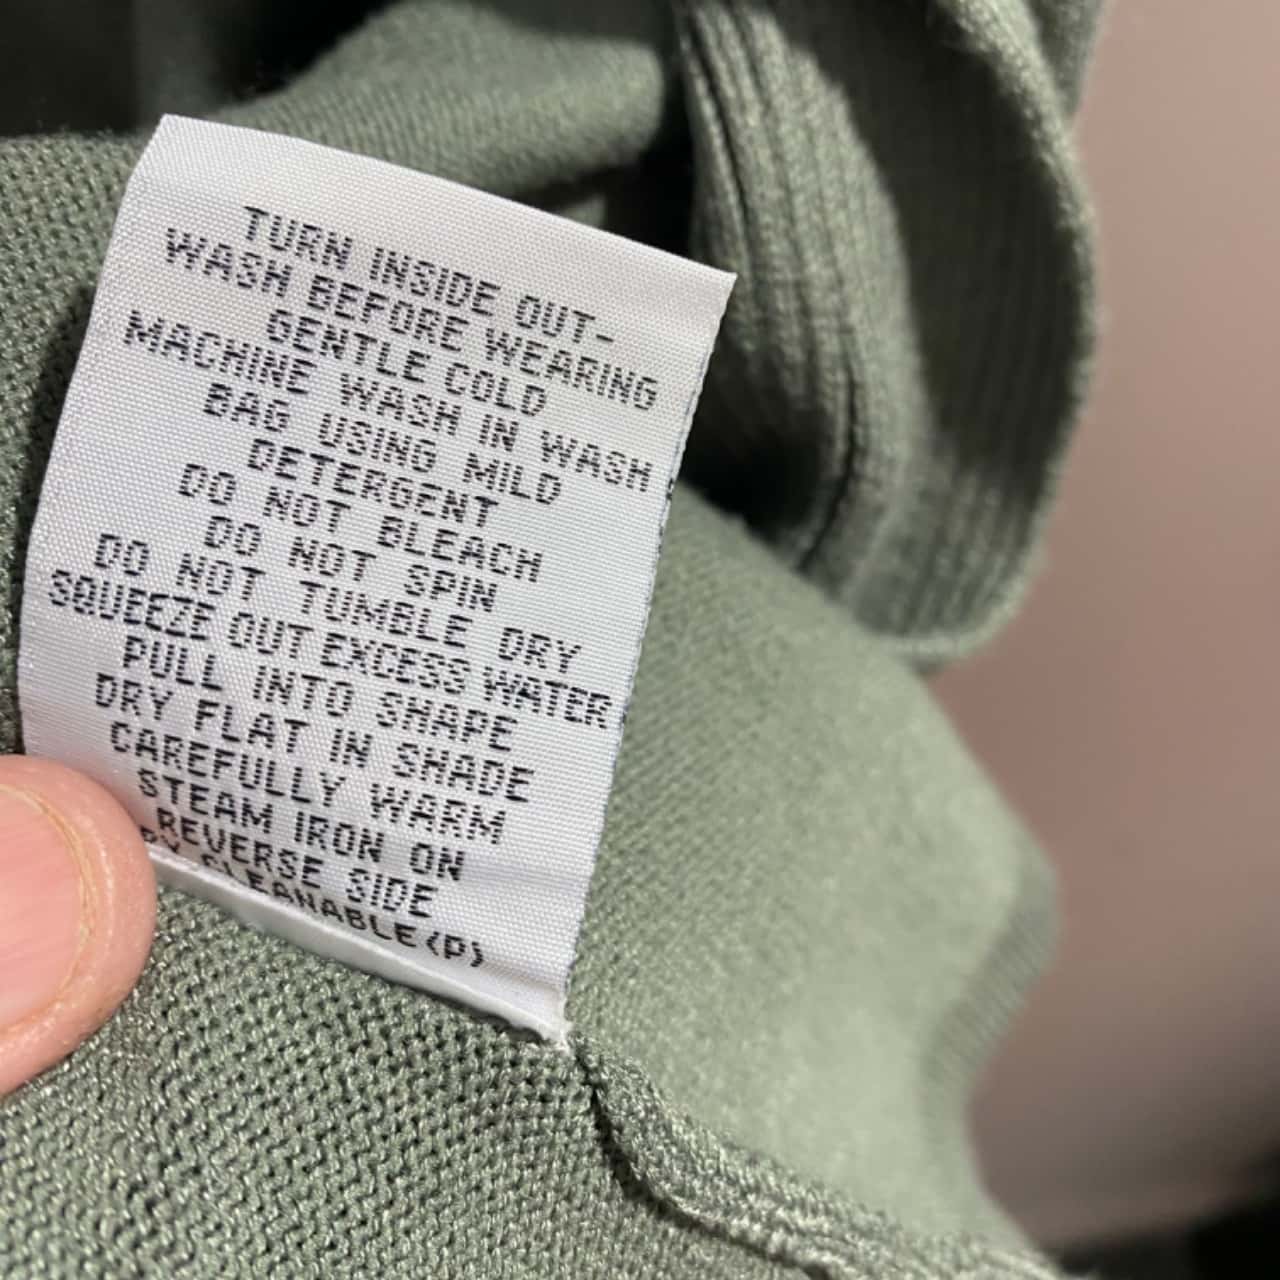 TURN INSIDE OUT-
WASH BEFORE WEARING
GENTLE COLD
MACHINE WASH IN WASH
BAG USING MILD
DETERGENT
DO NOT BLEACH
DO NOT SPIN
DO NOT TUMBLE DRY
SQUEEZE OUT EXCESS WATER
PULL INTO SHAPE
DRY FLAT IN SHADE
CAREFULLY WARM
STEAM IRON ON
REVERSE SIDE
CLEANABLE(P)